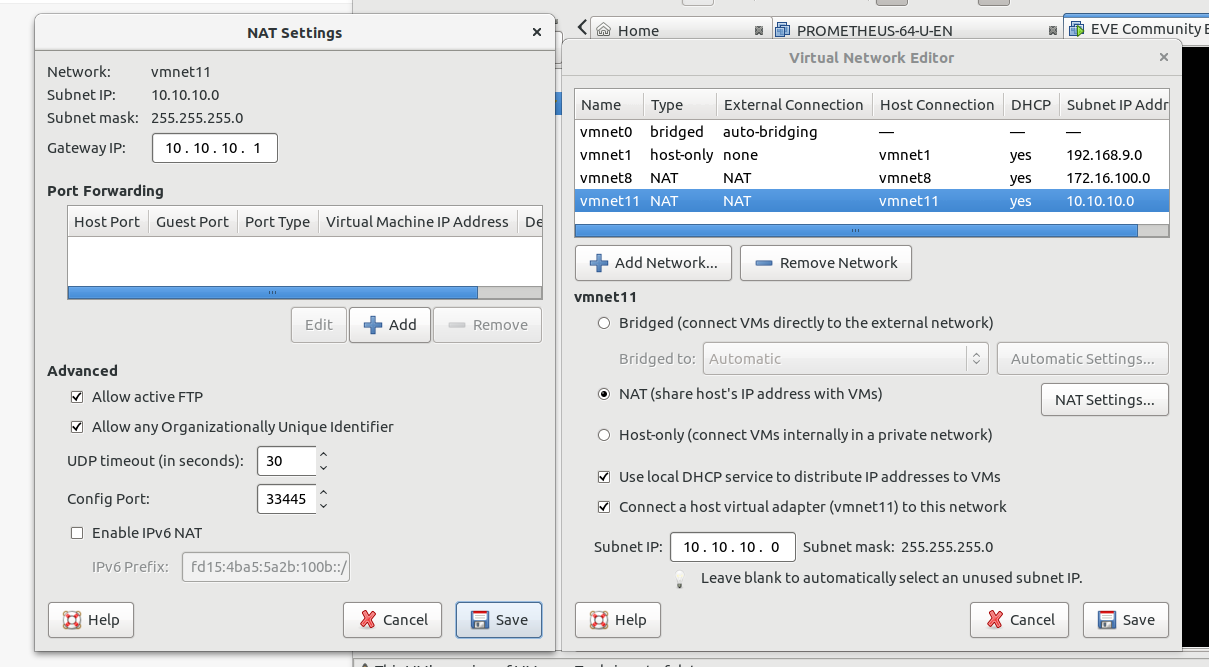 Home
PROMETHEUS-64-U-EN
EVE Community
NAT Settings
Network: vmnet11
Subnet IP: 10.10.10.0
Subnet mask: 255.255.255.0
Gateway IP: 10 . 10 . 10 . 1
Port Forwarding
Host Port Guest Port Port Type Virtual Machine IP Address De
Edit Add Remove
Advanced
Allow active FTP
Allow any Organizationally Unique Identifier
UDP timeout (in seconds): 30
Config Port: 33445
Enable IPv6 NAT
IPv6 Prefix: fd15:4ba5:5a2b:100b::/
Help Cancel Save
Virtual Network Editor
Name Type External Connection Host Connection DHCP Subnet IP Addr
vmnet0 bridged auto-bridging — — —
vmnet1 host-only none vmnet1 yes 192.168.9.0
vmnet8 NAT NAT vmnet8 yes 172.16.100.0
vmnet11 NAT NAT vmnet11 yes 10.10.10.0
Add Network... Remove Network
vmnet11
Bridged (connect VMs directly to the external network)
Bridged to: Automatic Automatic Settings...
NAT (share host's IP address with VMs)
NAT Settings...
Host-only (connect VMs internally in a private network)
Use local DHCP service to distribute IP addresses to VMs
Connect a host virtual adapter (vmnet11) to this network
Subnet IP: 10 . 10 . 10 . 0 Subnet mask: 255.255.255.0
Leave blank to automatically select an unused subnet IP.
Help Cancel Save